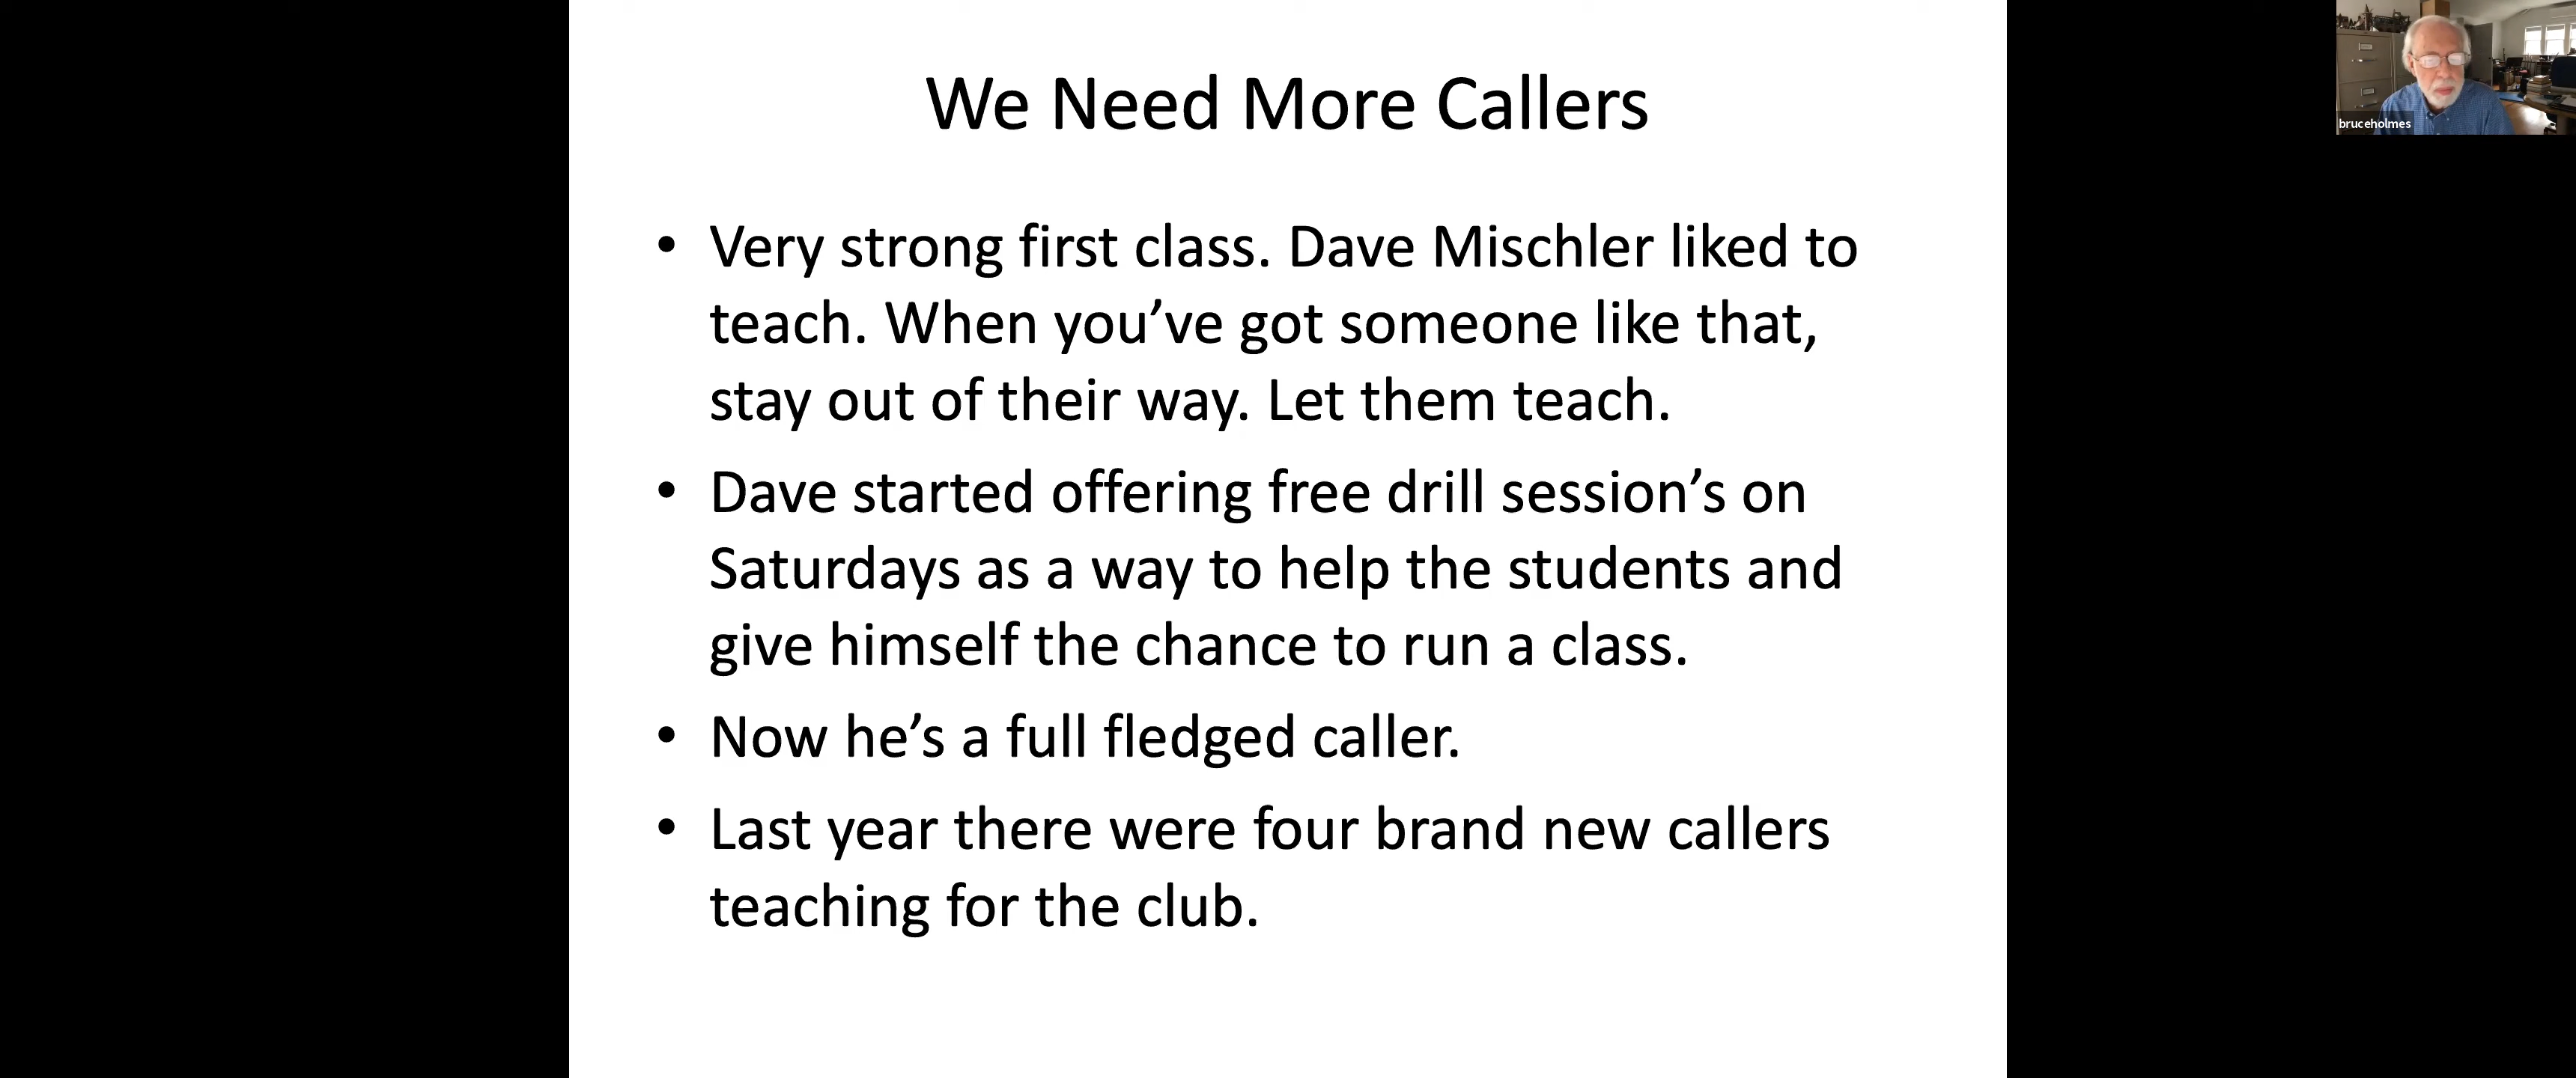 We Need More Callers
• Very strong first class. Dave Mischler liked to
teach. When you’ve got someone like that,
stay out of their way. Let them teach.
• Dave started offering free drill session’s on
Saturdays as a way to help the students and
give himself the chance to run a class.
• Now he’s a full fledged caller.
• Last year there were four brand new callers
teaching for the club.
bruceholmes